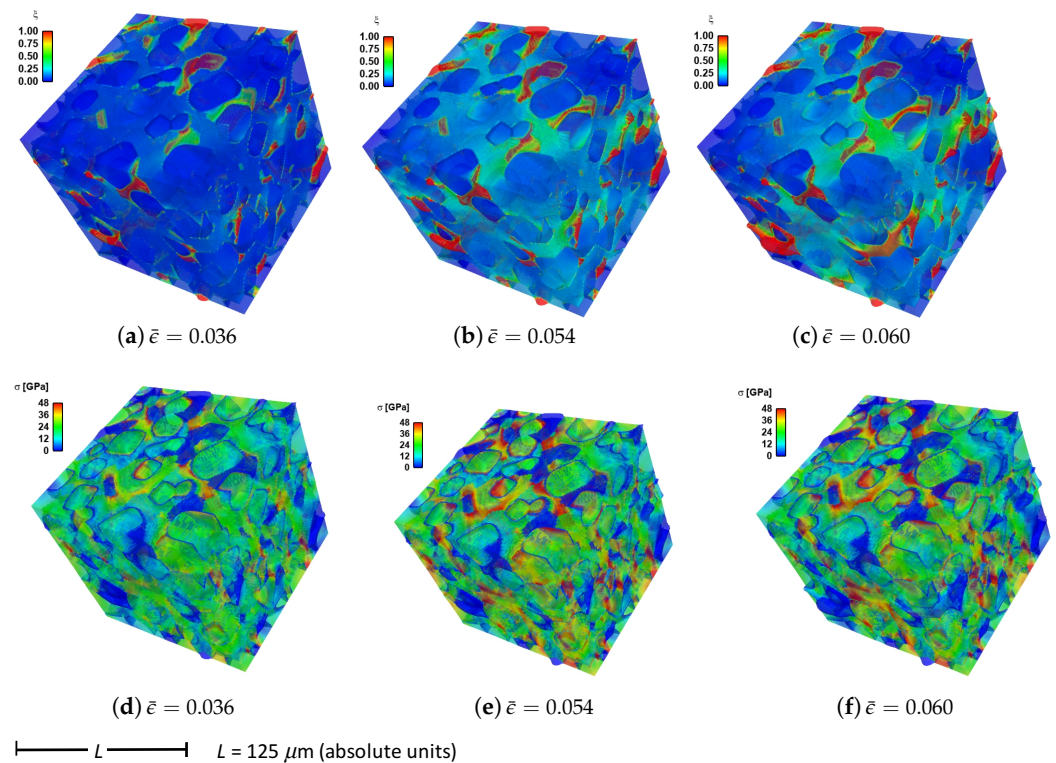 ξ
1.00
0.75
0.50
0.25
0.00
ξ
1.00
0.75
0.50
0.25
0.00
ξ
1.00
0.75
0.50
0.25
0.00
(a) ε̄ = 0.036
(b) ε̄ = 0.054
(c) ε̄ = 0.060
σ [GPa]
48
36
24
12
0
σ [GPa]
48
36
24
12
0
σ [GPa]
48
36
24
12
0
(d) ε̄ = 0.036
(e) ε̄ = 0.054
(f) ε̄ = 0.060
L L = 125 μm (absolute units)